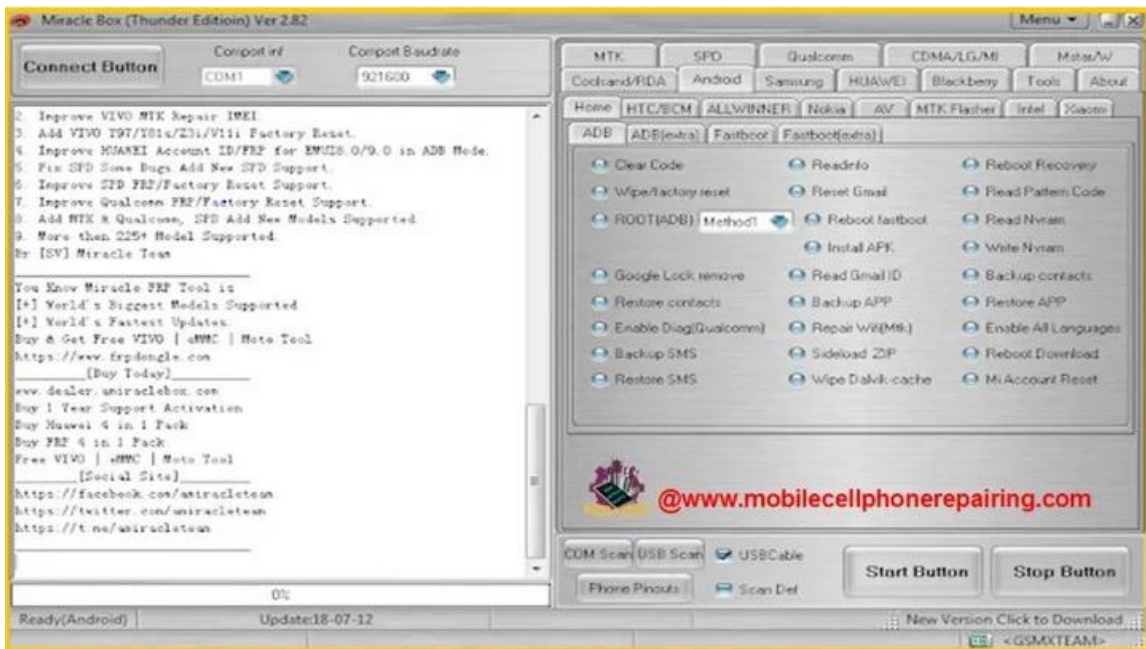 Miracle Box (Thunder Editioin) Ver 2.82
Menu
Connect Button
Comport inf
Comport Baudrate
COM1
921600
2. Improve VIVO MTK Repair IMEI.
3. Add VIVO Y97/Y81s/Z3i/V11i Factory Reset.
4. Improve HUAWEI Account ID/FRP for EMUI8.0/9.0 in ADB Mode.
5. Fix SPD Some Bugs Add New SPD Support.
6. Improve SPD FRP/Factory Reset Support.
7. Improve Qualcomm FRP/Factory Reset Support.
8. Add MTK & Qualcomm, SPD Add New Models Supported.
9. More then 225+ Model Supported.
Br [SV] Miracle Team
You Know Miracle FRP Tool is
[+] World's Biggest Models Supported
[+] World's Fastest Updates.
Buy & Get Free VIVO | eMMC | Moto Tool
https://www.frpdongle.com
[Buy Today]
www.dealer.amiraclebox.com
Buy 1 Year Support Activation
Buy Huawei 4 in 1 Pack
Buy FRP 4 in 1 Pack
Free VIVO | eMMC | Moto Tool
[Social Site]
https://facebook.com/amiracleteam
https://twitter.com/amiracleteam
https://t.me/amiracleteam
0%
MTK SPD Qualcomm CDMA/LG/MI Motor/W
Coolsand/RDA Android Samsung HUAWEI Blackberry Tools About
Home HTC/BCM ALLWINNER Nokia AV MTK Flasher Intel Xiaomi
ADB ADB(extra) Fastboot Fastboot(extra)
Clear Code Readinfo Reboot Recovery
Wipe/factory reset Reset Gmail Read Pattern Code
ROOT(ADB) Method1 Reboot fastboot Read Nvram
Install APK Write Nvram
Google Lock remove Read Gmail ID Backup contacts
Restore contacts Backup APP Restore APP
Enable Diag(Qualcomm) Repair Wifi(Mtk) Enable All Languages
Backup SMS Sideload ZIP Reboot Download
Restore SMS Wipe Dalvik-cache Mi Account Reset
@www.mobilecellphonerepairing.com
COM Scan USB Scan USBCable
Phone Pinouts Scan Def
Start Button Stop Button
Ready(Android) Update:18-07-12 New Version Click to Download
<GSMXTEAM>